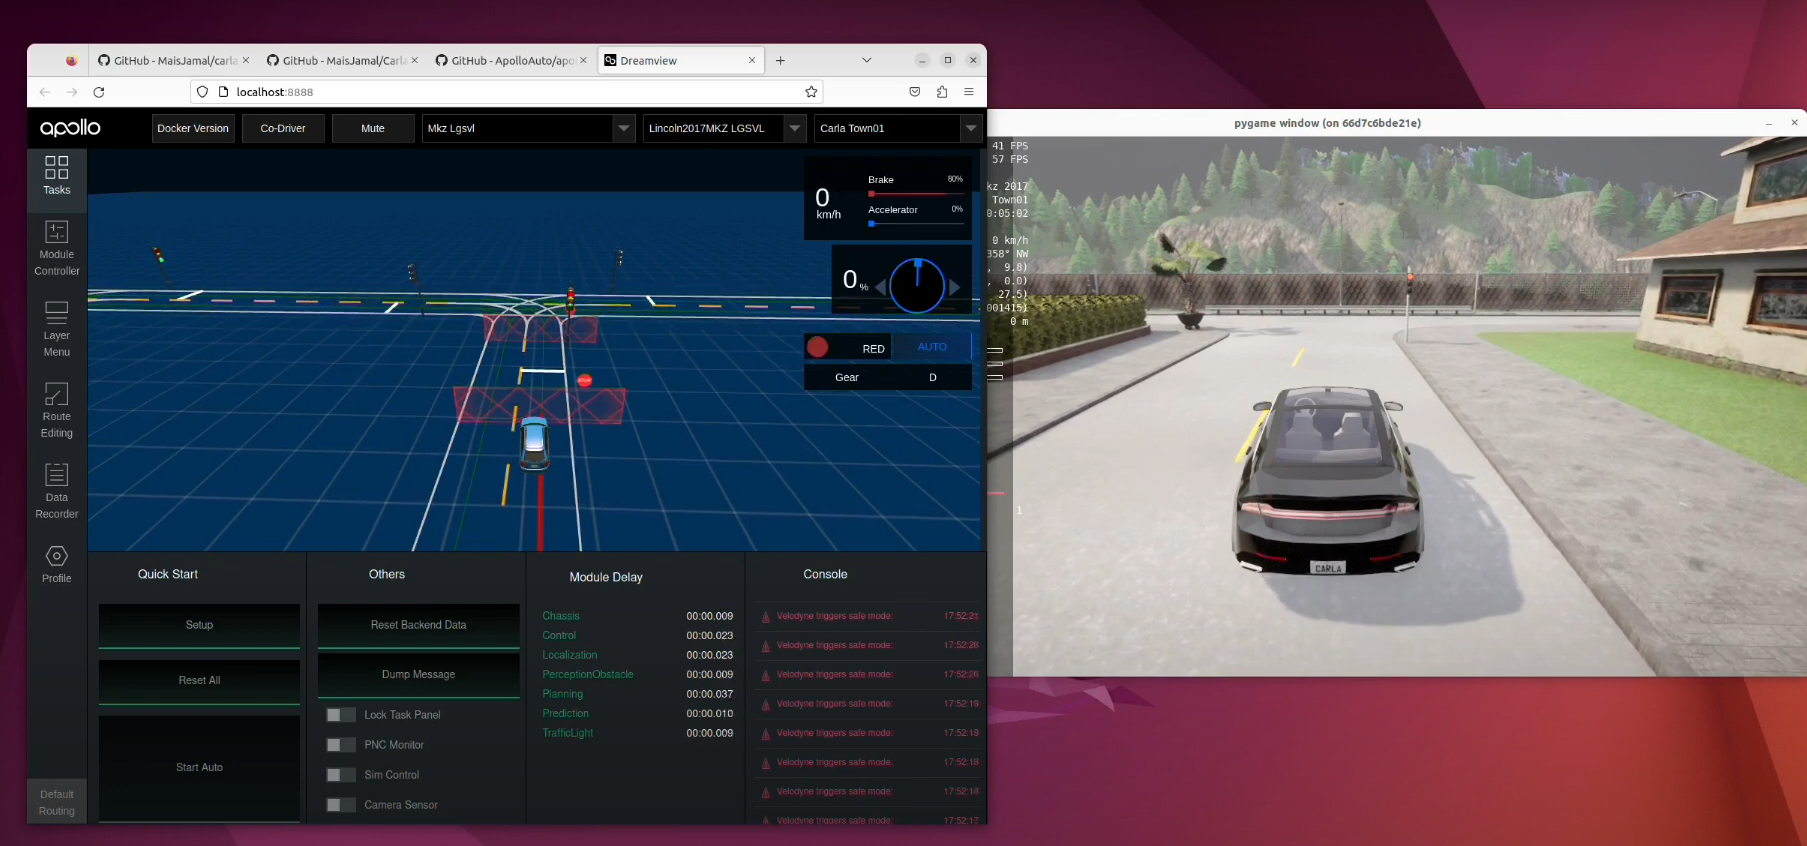 GitHub - MaisJamal/carla
GitHub - MaisJamal/Carla
GitHub - ApolloAuto/apol
Dreamview
localhost:8888
apollo
Docker Version
Co-Driver
Mute
Mkz Lgsvl
Lincoln2017MKZ LGSVL
Carla Town01
Tasks
Module
Controller
Layer
Menu
Route
Editing
Data
Recorder
Profile
Default
Routing
0
km/h
Brake
80%
Accelerator
0%
0 %
RED
AUTO
Gear
D
Quick Start
Setup
Reset All
Start Auto
Others
Reset Backend Data
Dump Message
Lock Task Panel
PNC Monitor
Sim Control
Camera Sensor
Module Delay
Chassis 00:00.009
Control 00:00.023
Localization 00:00.023
PerceptionObstacle 00:00.009
Planning 00:00.037
Prediction 00:00.010
TrafficLight 00:00.009
Console
Velodyne triggers safe mode: 17:52:21
Velodyne triggers safe mode: 17:52:20
Velodyne triggers safe mode: 17:52:20
Velodyne triggers safe mode: 17:52:19
Velodyne triggers safe mode: 17:52:19
Velodyne triggers safe mode: 17:52:19
Velodyne triggers safe mode: 17:52:18
Velodyne triggers safe mode: 17:52:17
pygame window (on 66d7c6bde21e)
41 FPS
57 FPS
kz 2017
Town01
0:05:02
0 km/h
358° NW
, 9.8)
, 0.0)
27.5)
001415)
0 m
1
CARLA